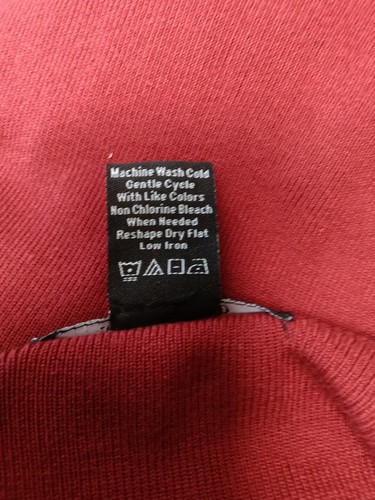 Machine Wash Cold
Gentle Cycle
With Like Colors
Non Chlorine Bleach
When Needed
Reshape Dry Flat
Low Iron